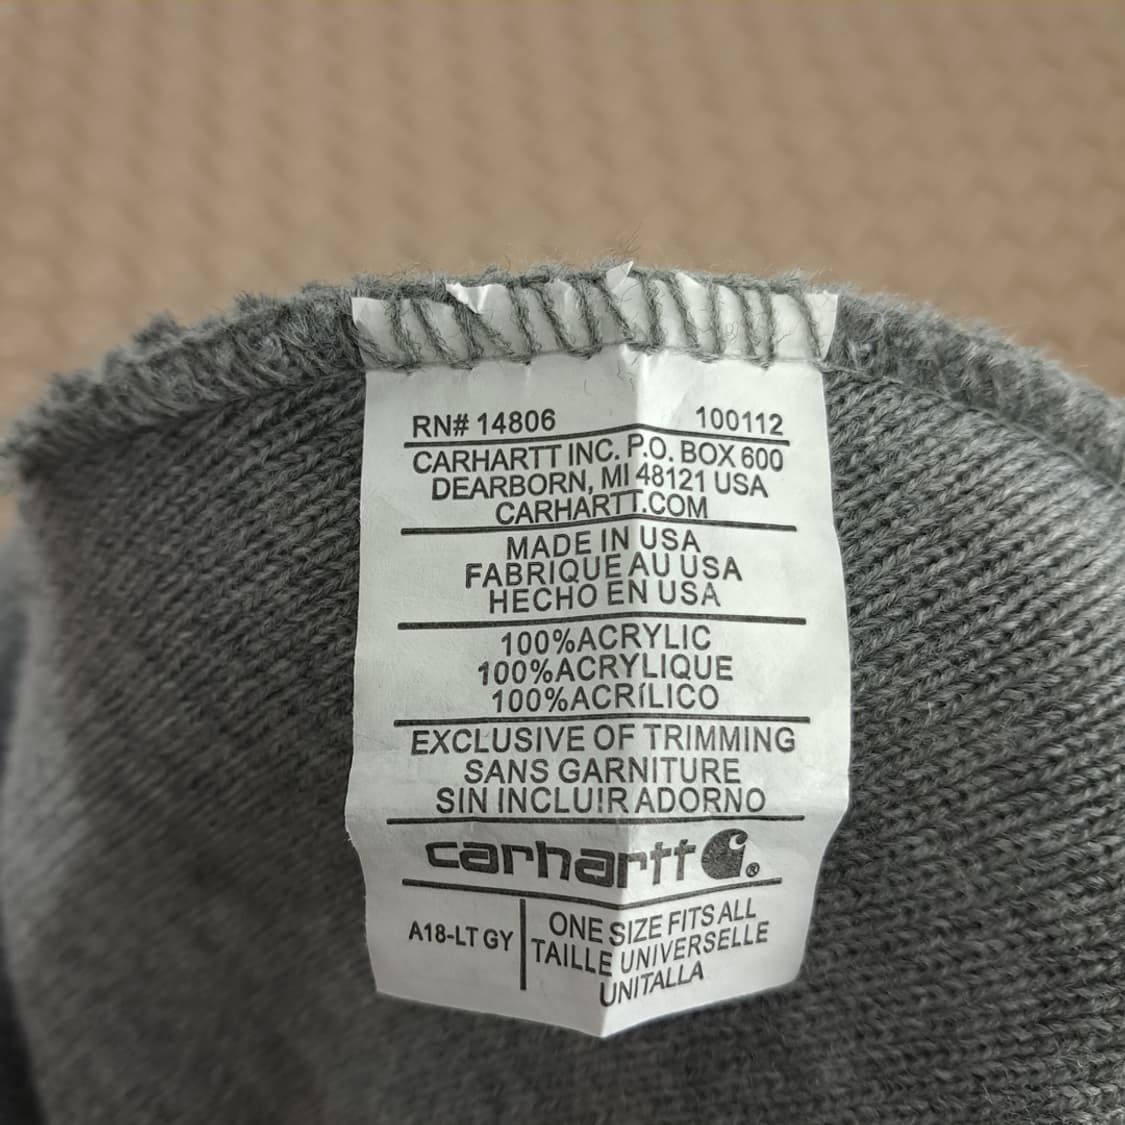 RN# 14806 100112
CARHARTT INC. P.O. BOX 600
DEARBORN, MI 48121 USA
CARHARTT.COM
MADE IN USA
FABRIQUE AU USA
HECHO EN USA
100%ACRYLIC
100%ACRYLIQUE
100%ACRÍLICO
EXCLUSIVE OF TRIMMING
SANS GARNITURE
SIN INCLUIR ADORNO
carhartt ®
A18-LT GY
ONE SIZE FITS ALL
TAILLE UNIVERSELLE
UNITALLA